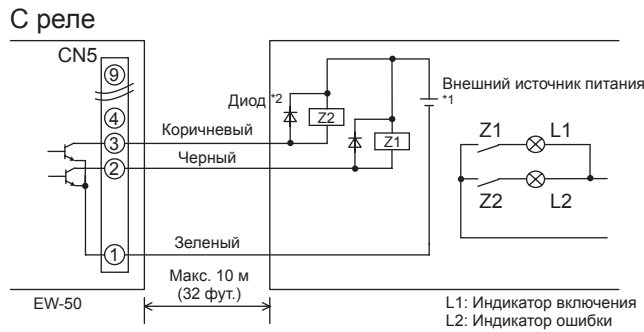 С реле
CN5
9
4
3
2
1
Диод *2
Z2
Z1
Коричневый
Черный
Зеленый
Внешний источник питания
*1
Z1 L1
Z2 L2
Макс. 10 м
(32 фут.)
EW-50
L1: Индикатор включения
L2: Индикатор ошибки